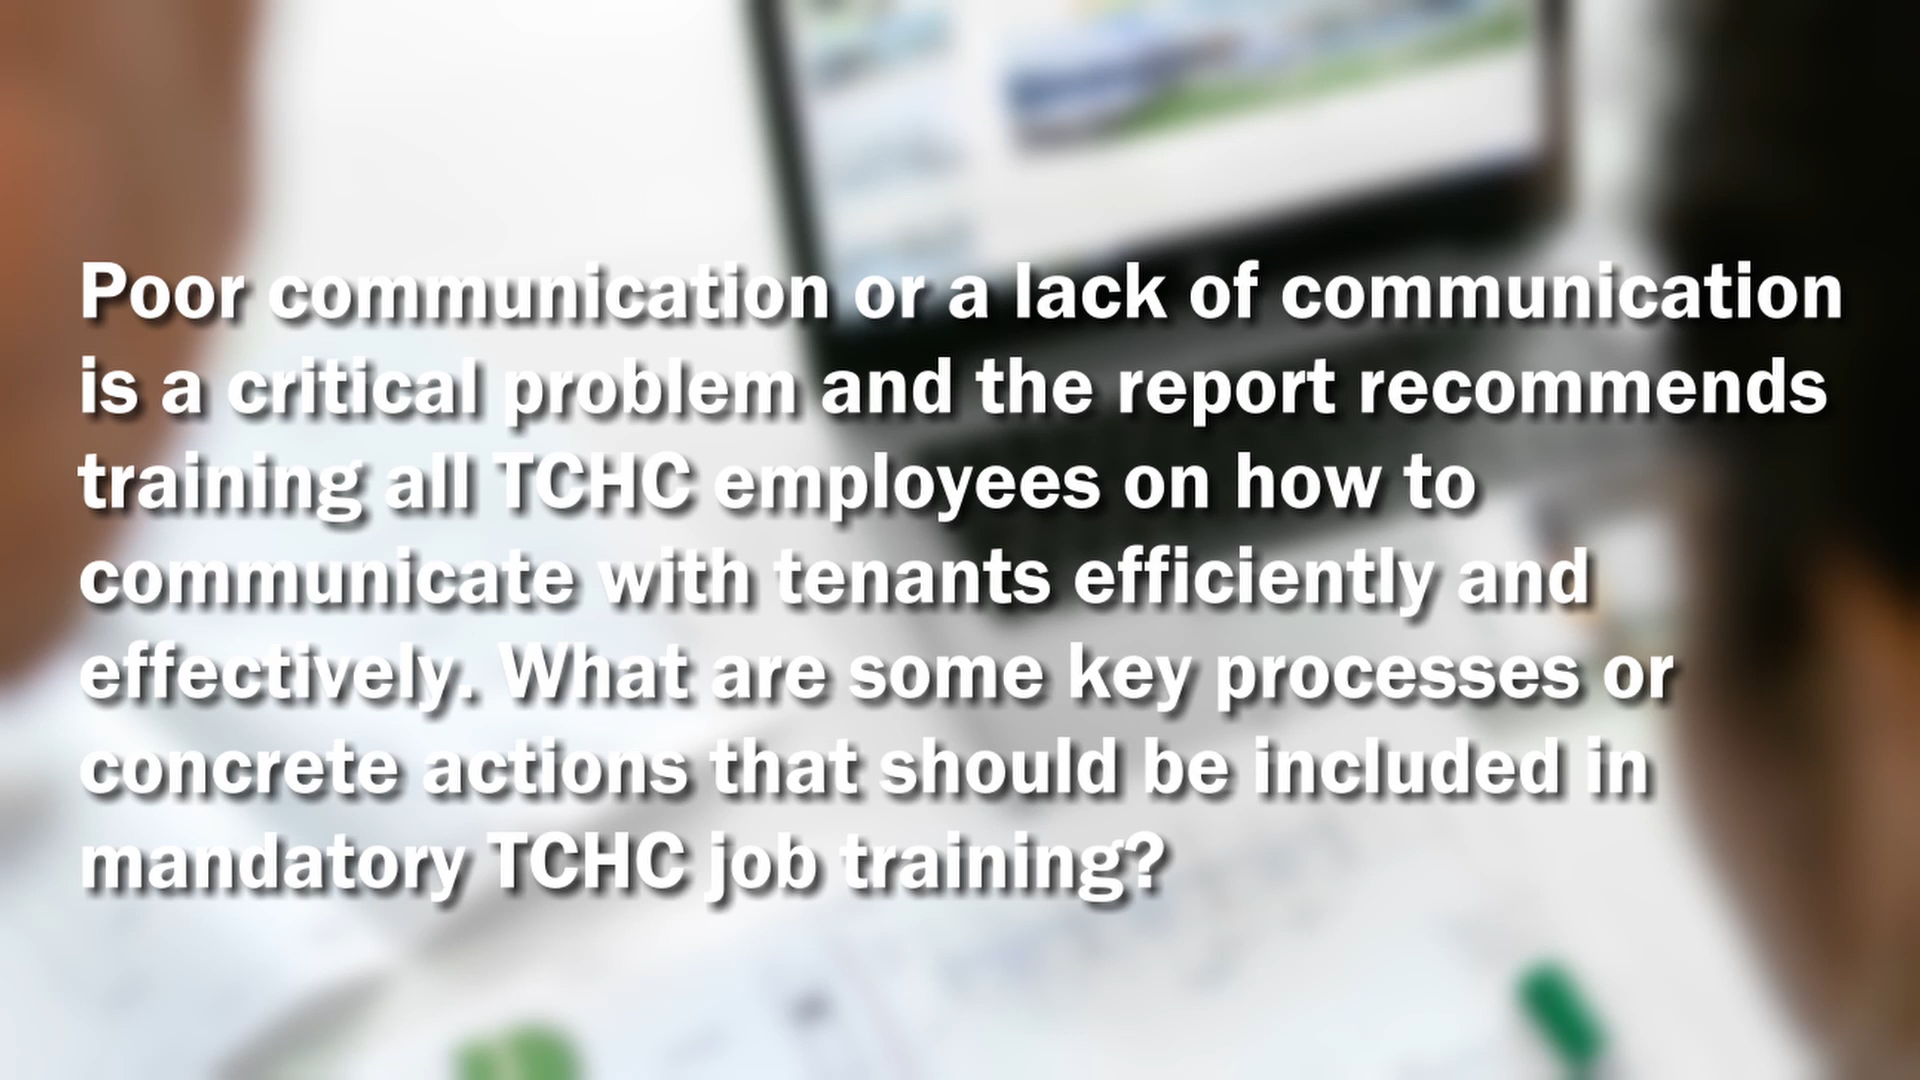 Poor communication or a lack of communication
is a critical problem and the report recommends
training all TCHC employees on how to
communicate with tenants efficiently and
effectively. What are some key processes or
concrete actions that should be included in
mandatory TCHC job training?